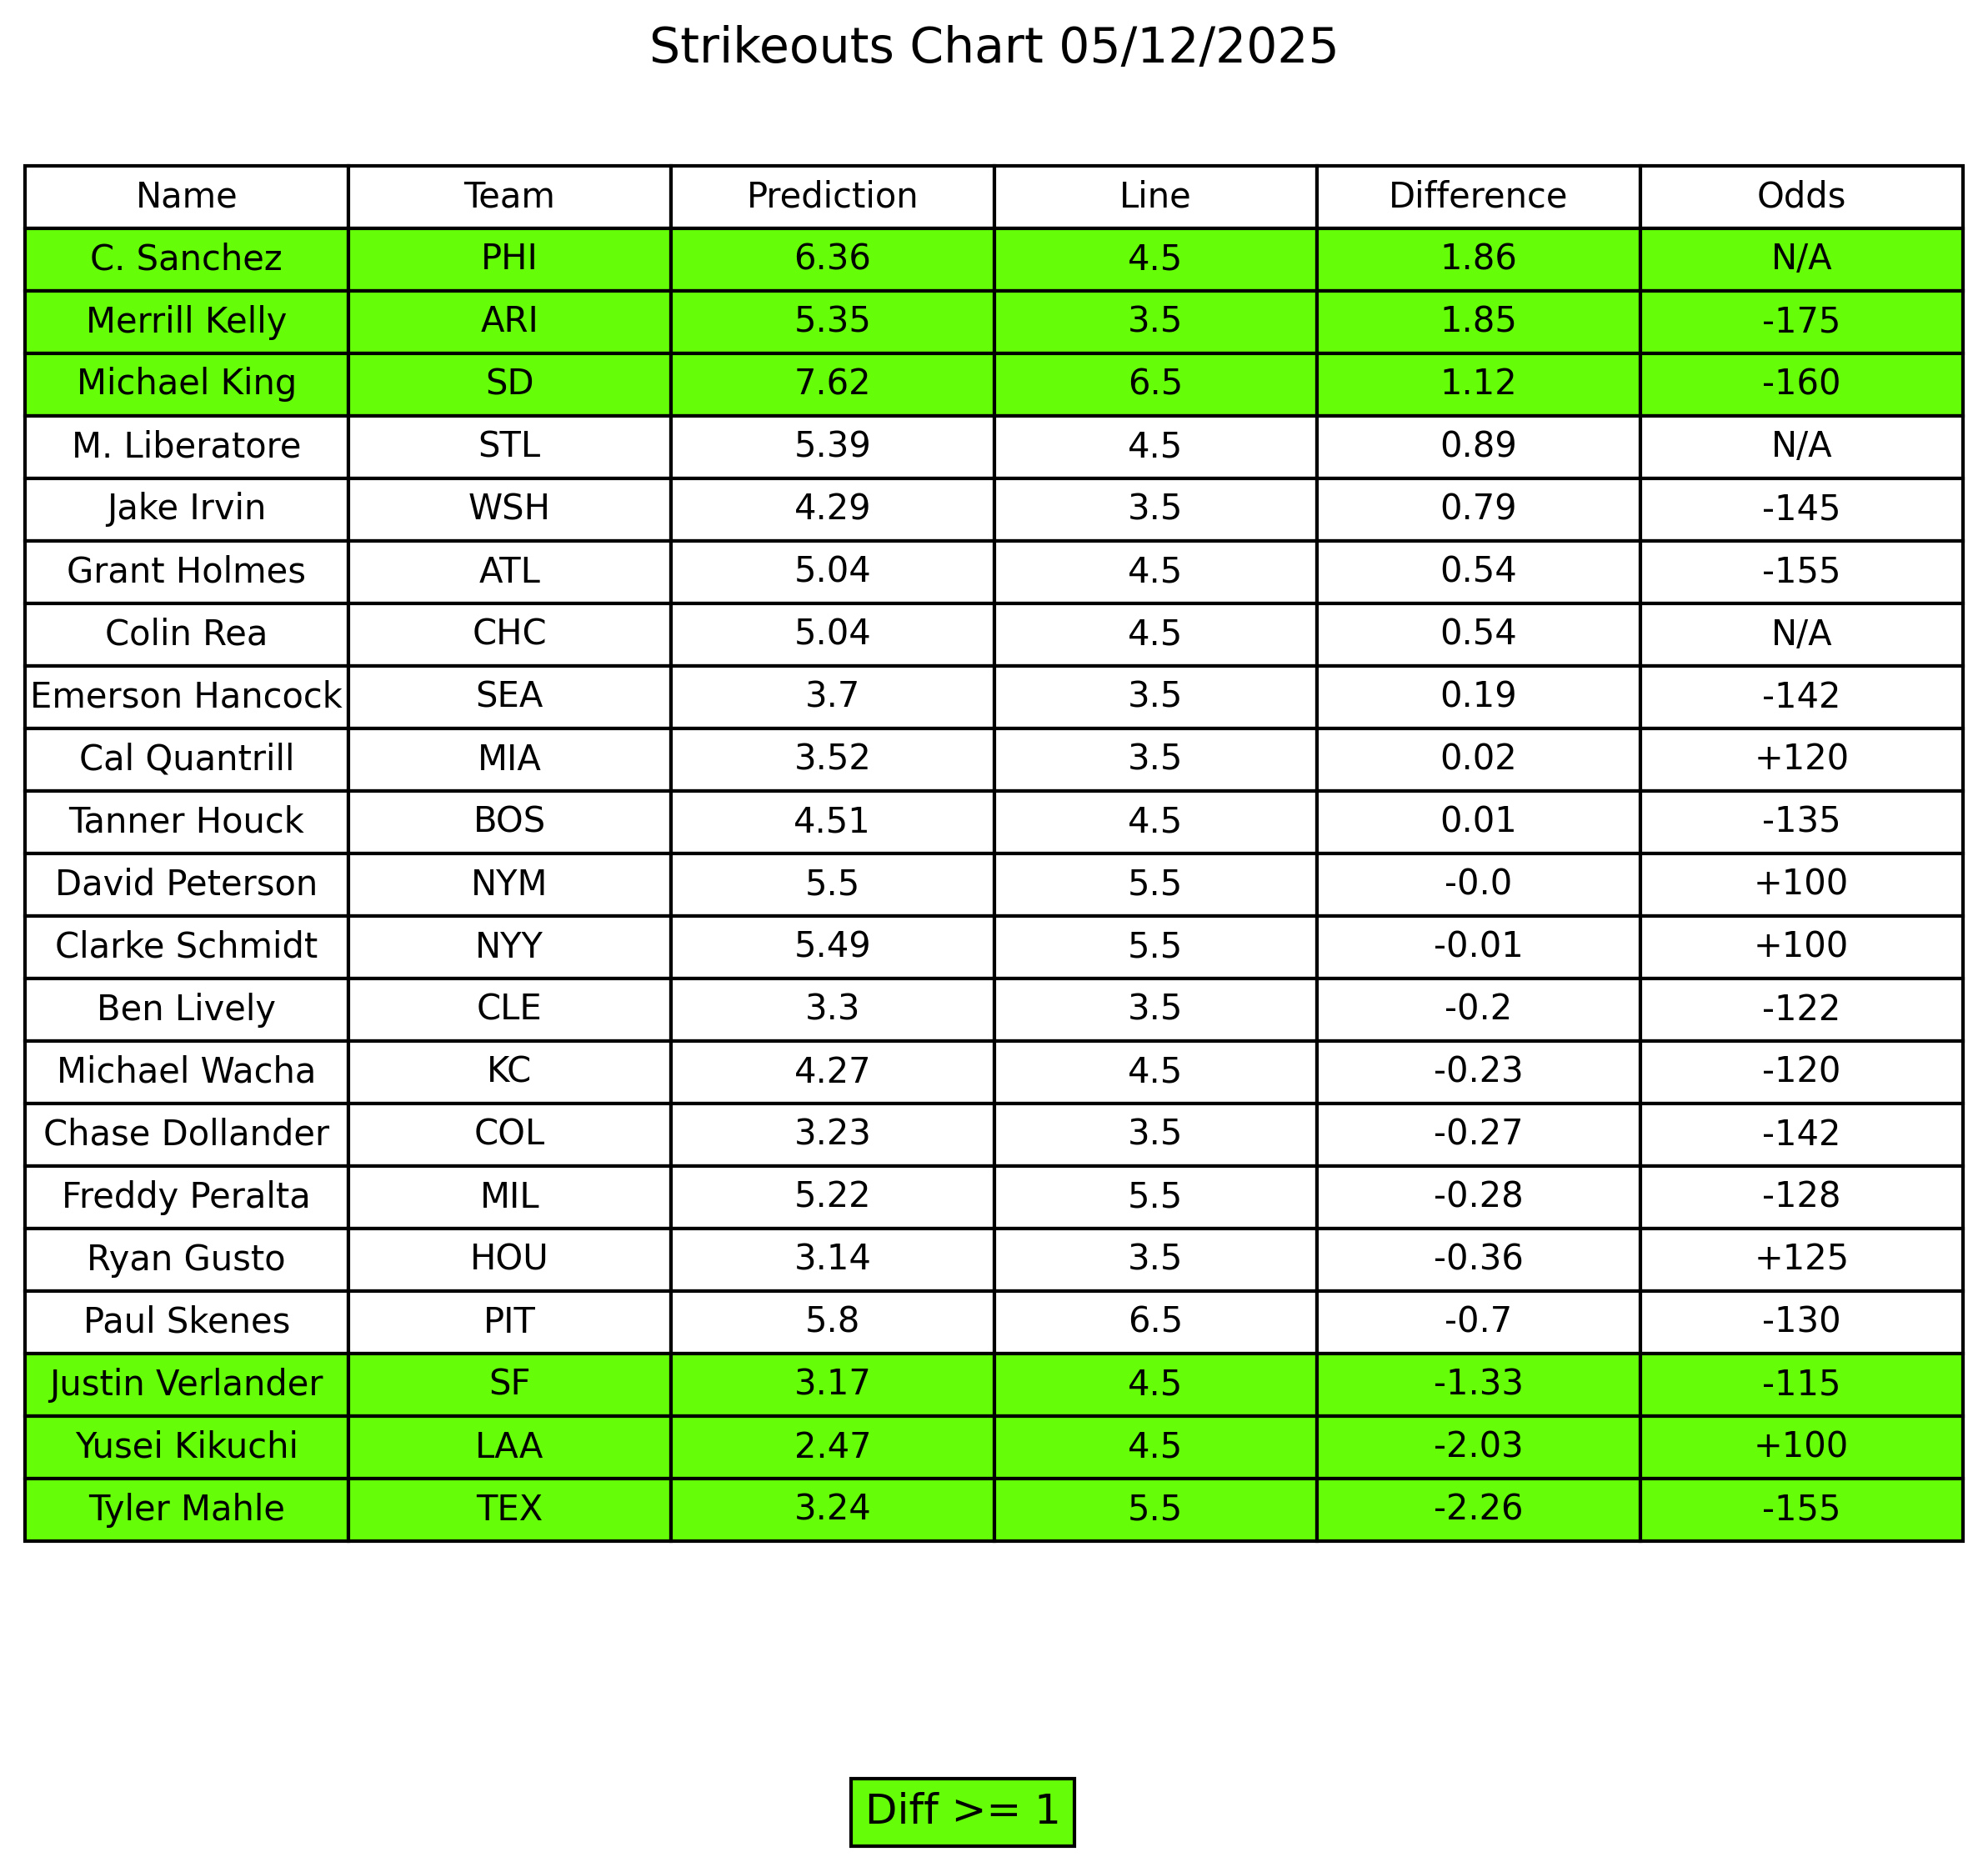 Strikeouts Chart 05/12/2025
Name Team Prediction Line Difference Odds
C. Sanchez PHI 6.36 4.5 1.86 N/A
Merrill Kelly ARI 5.35 3.5 1.85 -175
Michael King SD 7.62 6.5 1.12 -160
M. Liberatore STL 5.39 4.5 0.89 N/A
Jake Irvin WSH 4.29 3.5 0.79 -145
Grant Holmes ATL 5.04 4.5 0.54 -155
Colin Rea CHC 5.04 4.5 0.54 N/A
Emerson Hancock SEA 3.7 3.5 0.19 -142
Cal Quantrill MIA 3.52 3.5 0.02 +120
Tanner Houck BOS 4.51 4.5 0.01 -135
David Peterson NYM 5.5 5.5 -0.0 +100
Clarke Schmidt NYY 5.49 5.5 -0.01 +100
Ben Lively CLE 3.3 3.5 -0.2 -122
Michael Wacha KC 4.27 4.5 -0.23 -120
Chase Dollander COL 3.23 3.5 -0.27 -142
Freddy Peralta MIL 5.22 5.5 -0.28 -128
Ryan Gusto HOU 3.14 3.5 -0.36 +125
Paul Skenes PIT 5.8 6.5 -0.7 -130
Justin Verlander SF 3.17 4.5 -1.33 -115
Yusei Kikuchi LAA 2.47 4.5 -2.03 +100
Tyler Mahle TEX 3.24 5.5 -2.26 -155
Diff >= 1